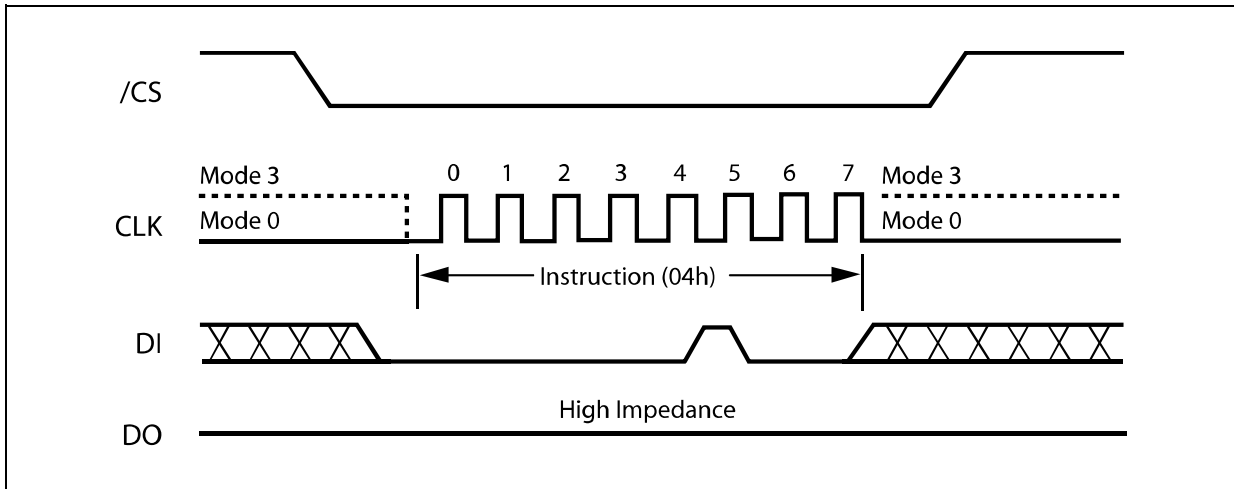 /CS
Mode 3 0 1 2 3 4 5 6 7 Mode 3
CLK Mode 0 Mode 0
Instruction (04h)
DI
High Impedance
DO